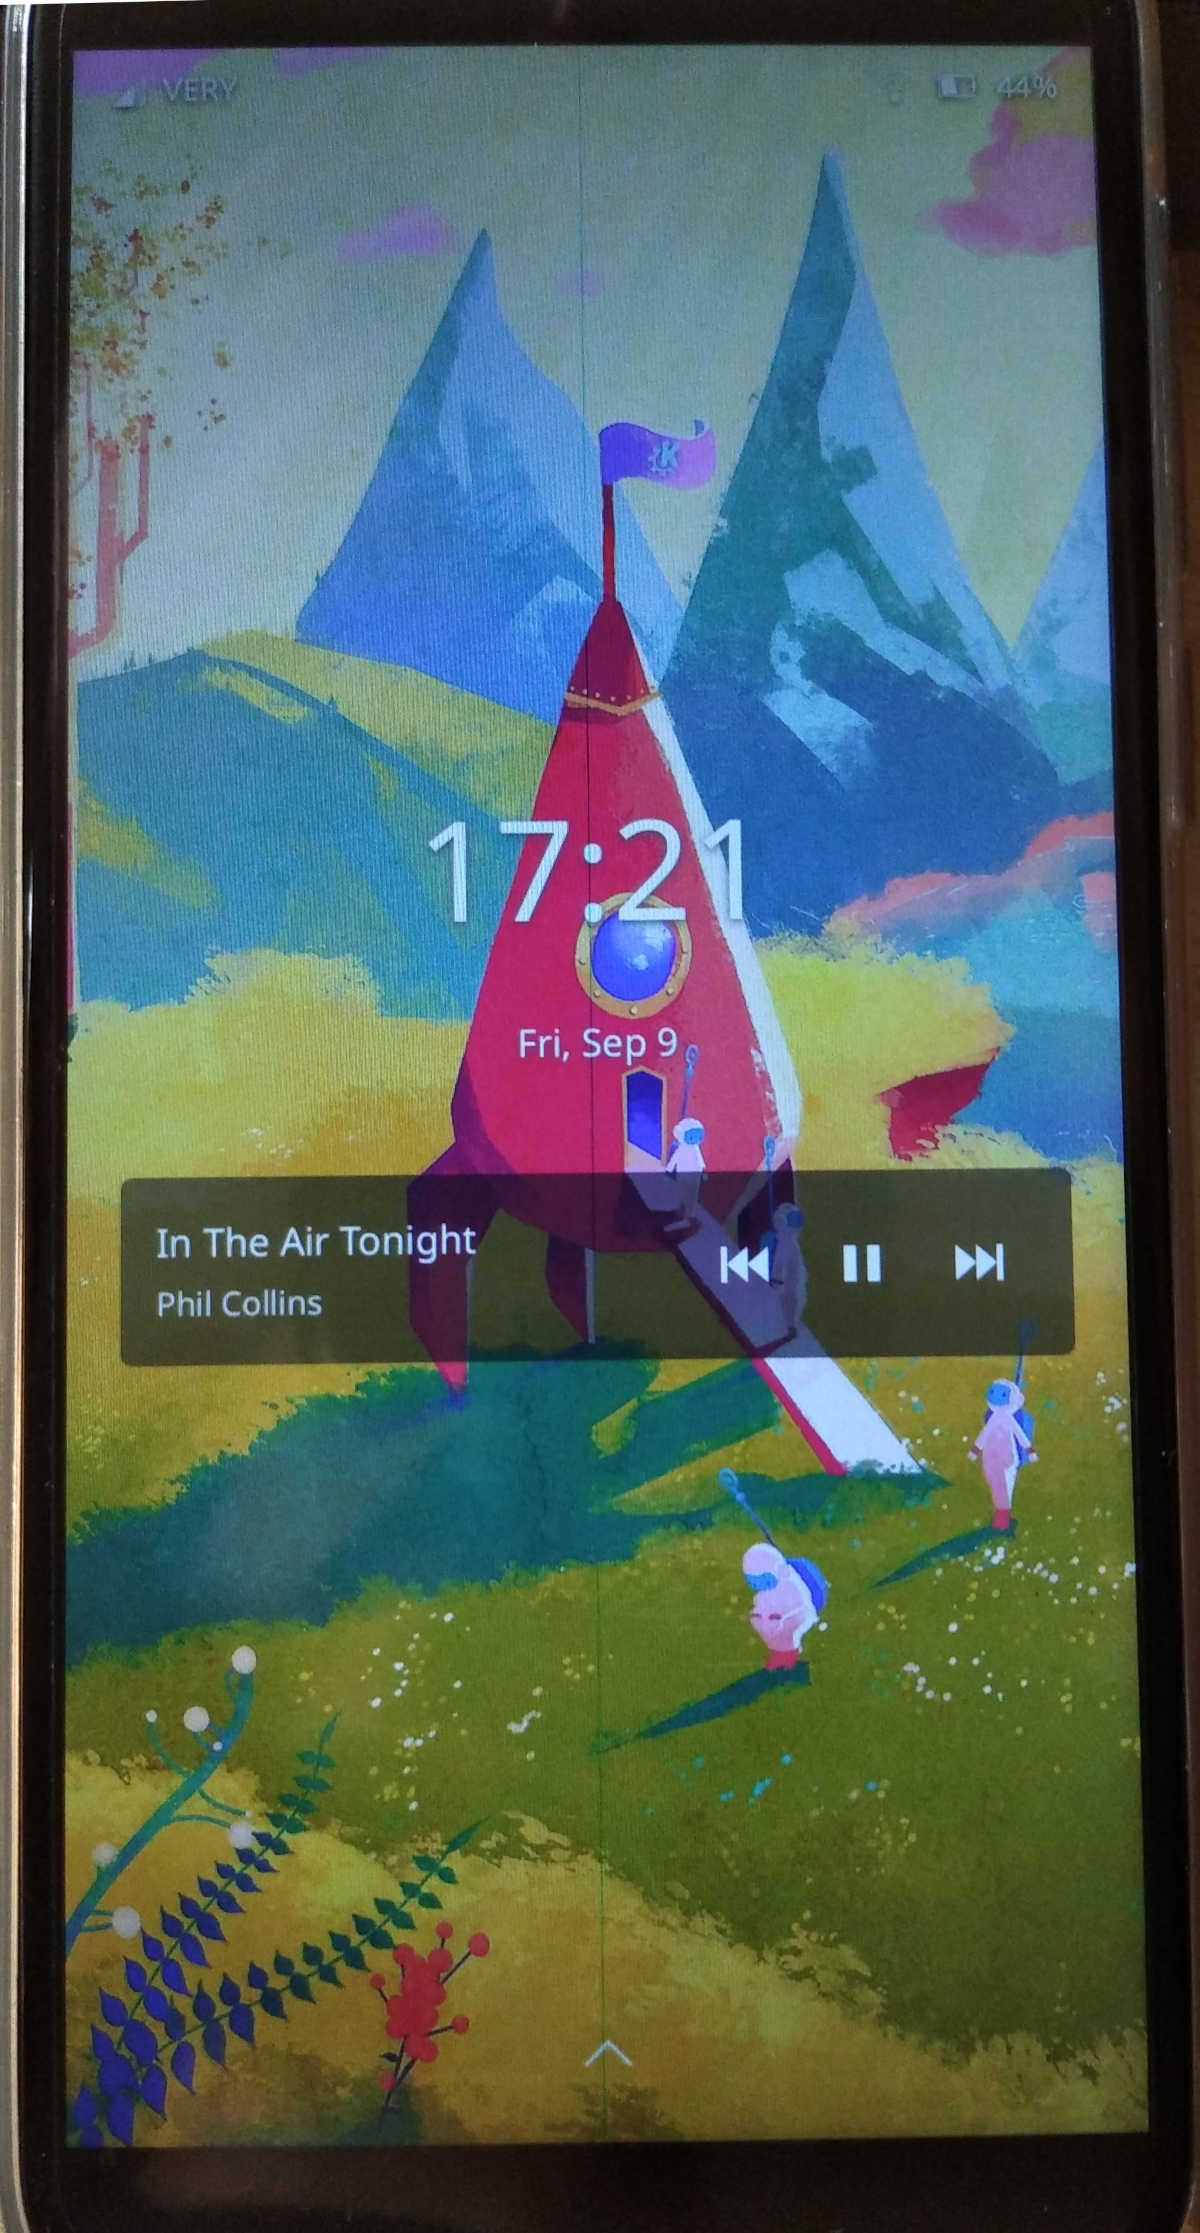 VERY 44%
K
17:21
Fri, Sep 9
In The Air Tonight
Phil Collins